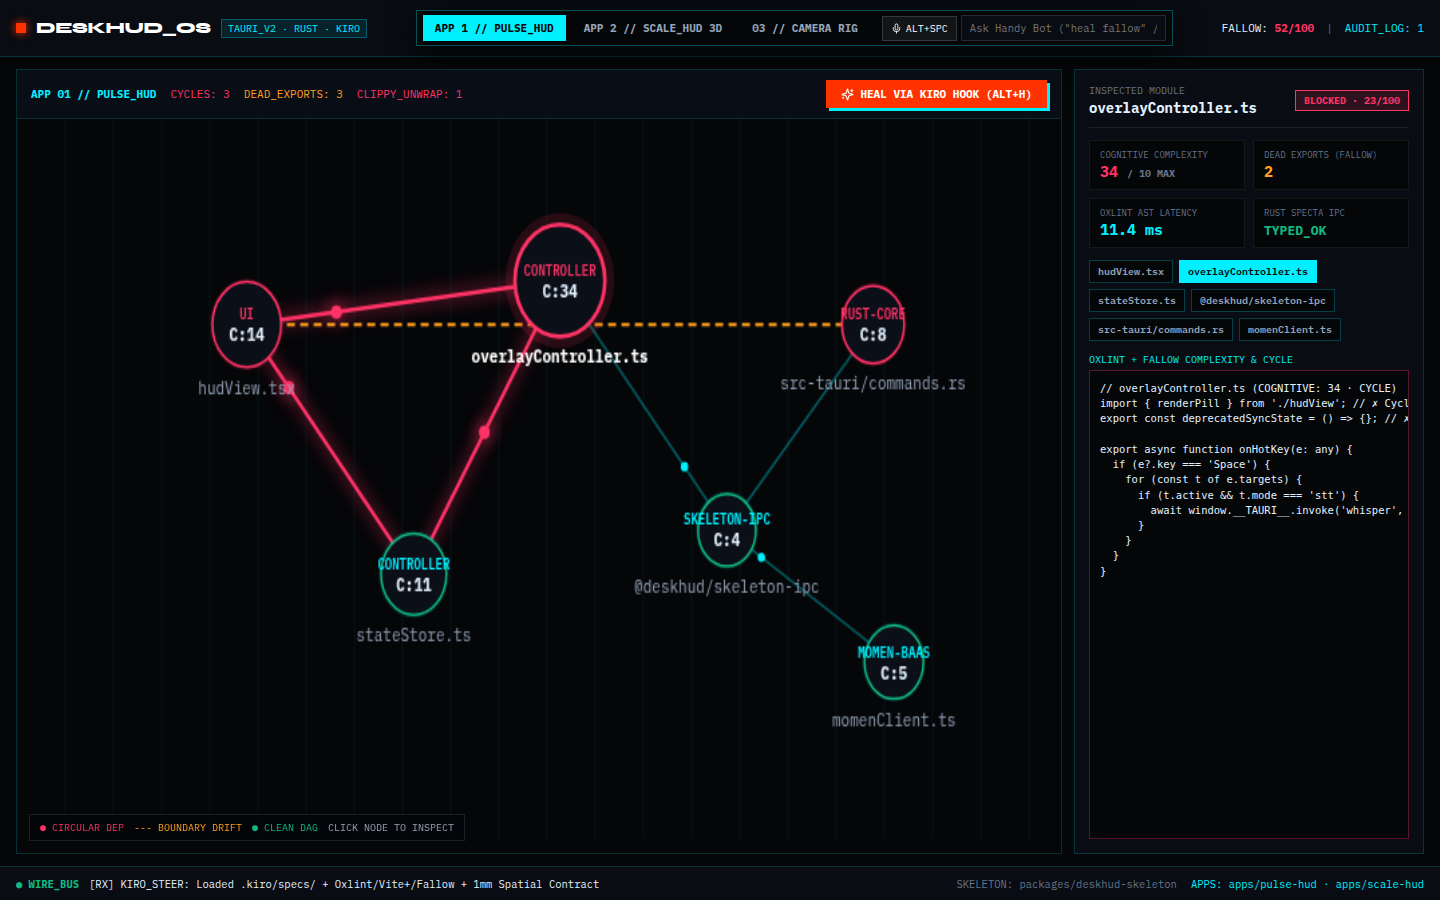 DESKHUD_OS
TAURI_V2 · RUST · KIRO
APP 1 // PULSE_HUD
APP 2 // SCALE_HUD 3D
03 // CAMERA RIG
ALT+SPC
Ask Handy Bot ("heal fallow" /
FALLOW: 52/100 | AUDIT_LOG: 1
APP 01 // PULSE_HUD CYCLES: 3 DEAD_EXPORTS: 3 CLIPPY_UNWRAP: 1
HEAL VIA KIRO HOOK (ALT+H)
CONTROLLER
C:34
overlayController.ts
UI
C:14
hudView.tsx
RUST-CORE
C:8
src-tauri/commands.rs
CONTROLLER
C:11
stateStore.ts
SKELETON-IPC
C:4
@deskhud/skeleton-ipc
MOMEN-BAAS
C:5
momenClient.ts
CIRCULAR DEP --- BOUNDARY DRIFT CLEAN DAG CLICK NODE TO INSPECT
INSPECTED MODULE
overlayController.ts
BLOCKED · 23/100
COGNITIVE COMPLEXITY
34 / 10 MAX
DEAD EXPORTS (FALLOW)
2
OXLINT AST LATENCY
11.4 ms
RUST SPECTA IPC
TYPED_OK
hudView.tsx
overlayController.ts
stateStore.ts
@deskhud/skeleton-ipc
src-tauri/commands.rs
momenClient.ts
OXLINT + FALLOW COMPLEXITY & CYCLE
// overlayController.ts (COGNITIVE: 34 · CYCLE)
import { renderPill } from './hudView'; // ✗ Cycl
export const deprecatedSyncState = () => {}; // ✗
export async function onHotKey(e: any) {
if (e?.key === 'Space') {
for (const t of e.targets) {
if (t.active && t.mode === 'stt') {
await window.__TAURI__.invoke('whisper',
}
}
}
}
WIRE_BUS [RX] KIRO_STEER: Loaded .kiro/specs/ + Oxlint/Vite+/Fallow + 1mm Spatial Contract
SKELETON: packages/deskhud-skeleton
APPS: apps/pulse-hud · apps/scale-hud